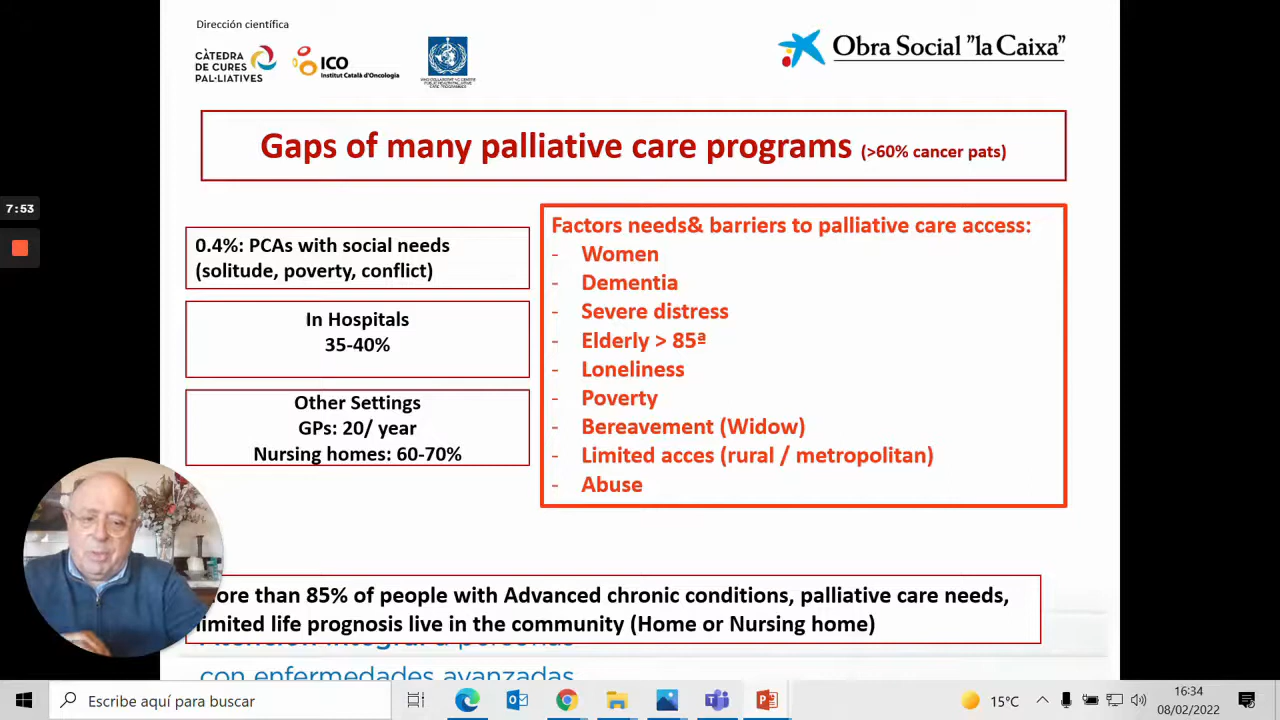 Dirección científica
CÀTEDRA
DE CURES
PAL·LIATIVES
ICO
Institut Català d'Oncologia
Obra Social "la Caixa"
Gaps of many palliative care programs (>60% cancer pats)
7:53
0.4%: PCAs with social needs
(solitude, poverty, conflict)
In Hospitals
35-40%
Other Settings
GPs: 20/ year
Nursing homes: 60-70%
Factors needs& barriers to palliative care access:
- Women
- Dementia
- Severe distress
- Elderly > 85ª
- Loneliness
- Poverty
- Bereavement (Widow)
- Limited acces (rural / metropolitan)
- Abuse
ore than 85% of people with Advanced chronic conditions, palliative care needs,
limited life prognosis live in the community (Home or Nursing home)
con enfermedades avanzadas
Escribe aquí para buscar
15°C
16:34
08/02/2022